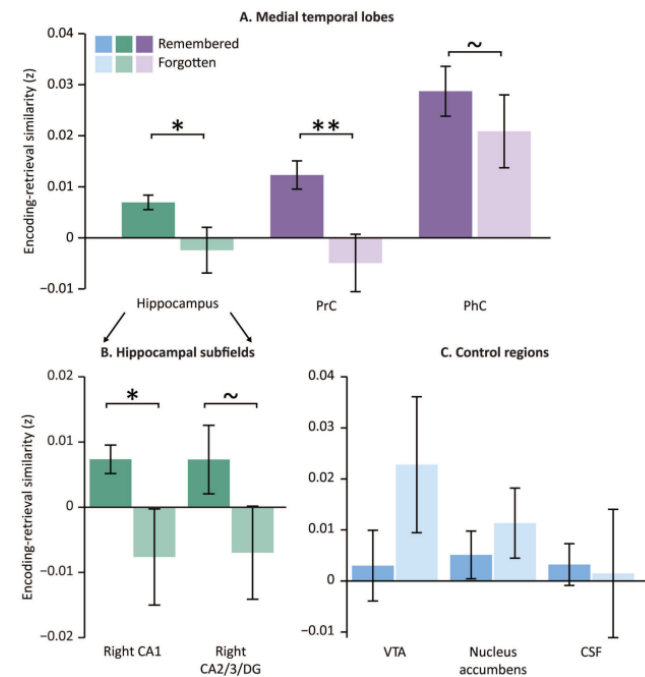 A. Medial temporal lobes
Encoding-retrieval similarity (z)
0.04
0.03
0.02
0.01
0
−0.01
Remembered
Forgotten
*
**
~
Hippocampus
PrC
PhC
B. Hippocampal subfields
Encoding-retrieval similarity (z)
0.02
0.01
0
−0.01
−0.02
*
~
Right CA1
Right
CA2/3/DG
C. Control regions
0.04
0.03
0.02
0.01
0
−0.01
VTA
Nucleus
accumbens
CSF